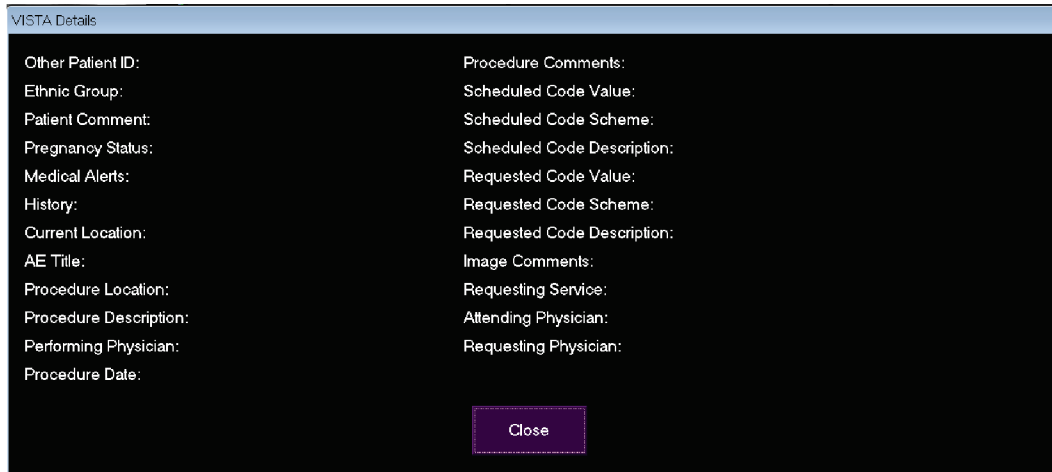 VISTA Details
Other Patient ID:
Ethnic Group:
Patient Comment:
Pregnancy Status:
Medical Alerts:
History:
Current Location:
AE Title:
Procedure Location:
Procedure Description:
Performing Physician:
Procedure Date:
Procedure Comments:
Scheduled Code Value:
Scheduled Code Scheme:
Scheduled Code Description:
Requested Code Value:
Requested Code Scheme:
Requested Code Description:
Image Comments:
Requesting Service:
Attending Physician:
Requesting Physician:
Close